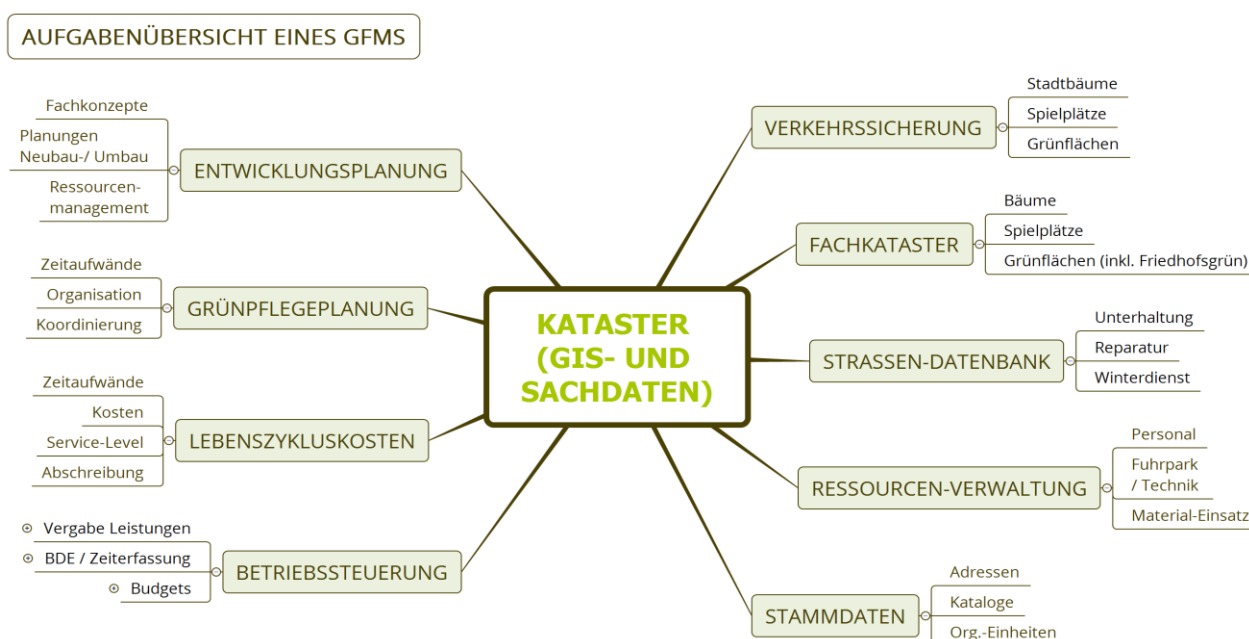 AUFGABENÜBERSICHT EINES GFMS
Fachkonzepte
Planungen
Neubau-/ Umbau
Ressourcen-
management
ENTWICKLUNGSPLANUNG
Zeitaufwände
Organisation
Koordinierung
GRÜNPFLEGEPLANUNG
Zeitaufwände
Kosten
Service-Level
Abschreibung
LEBENSZYKLUSKOSTEN
Vergabe Leistungen
BDE / Zeiterfassung
Budgets
BETRIEBSSTEUERUNG
KATASTER
(GIS- UND
SACHDATEN)
VERKEHRSSICHERUNG
Stadtbäume
Spielplätze
Grünflächen
FACHKATASTER
Bäume
Spielplätze
Grünflächen (inkl. Friedhofsgrün)
STRASSEN-DATENBANK
Unterhaltung
Reparatur
Winterdienst
RESSOURCEN-VERWALTUNG
Personal
Fuhrpark
/ Technik
Material-Einsatz
STAMMDATEN
Adressen
Kataloge
Org.-Einheiten